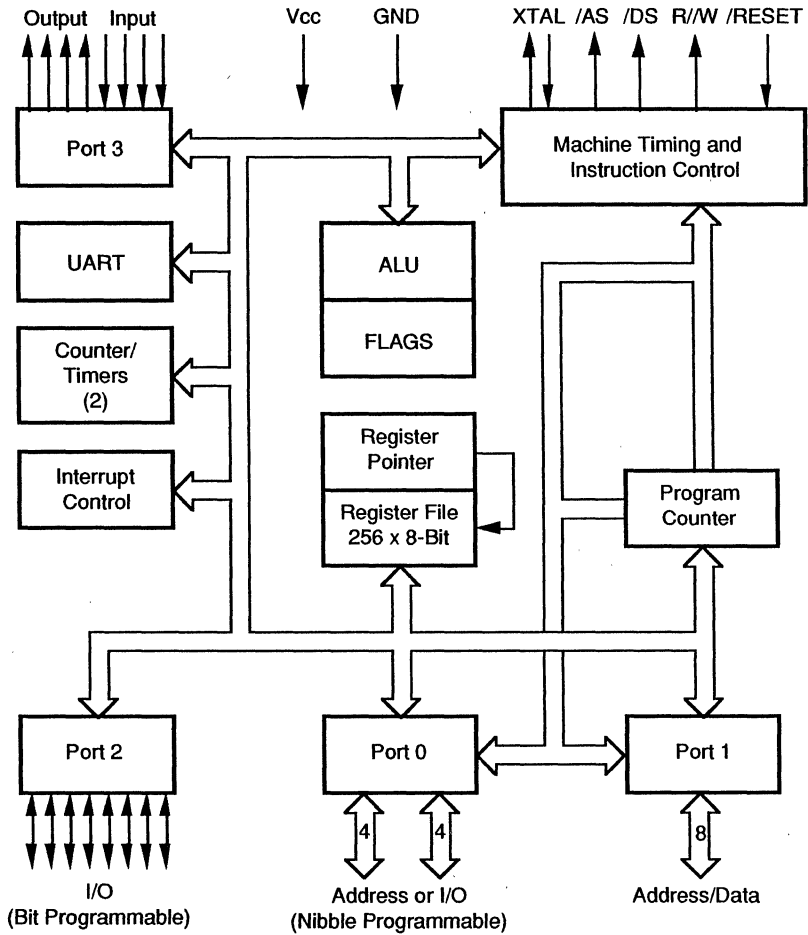 Output Input Vcc GND XTAL /AS /DS R//W /RESET
Port 3
Machine Timing and
Instruction Control
UART
ALU
FLAGS
Counter/
Timers
(2)
Register
Pointer
Interrupt
Control
Register File
256 x 8-Bit
Program
Counter
Port 2
Port 0
Port 1
4 4 8
I/O
(Bit Programmable)
Address or I/O
(Nibble Programmable)
Address/Data